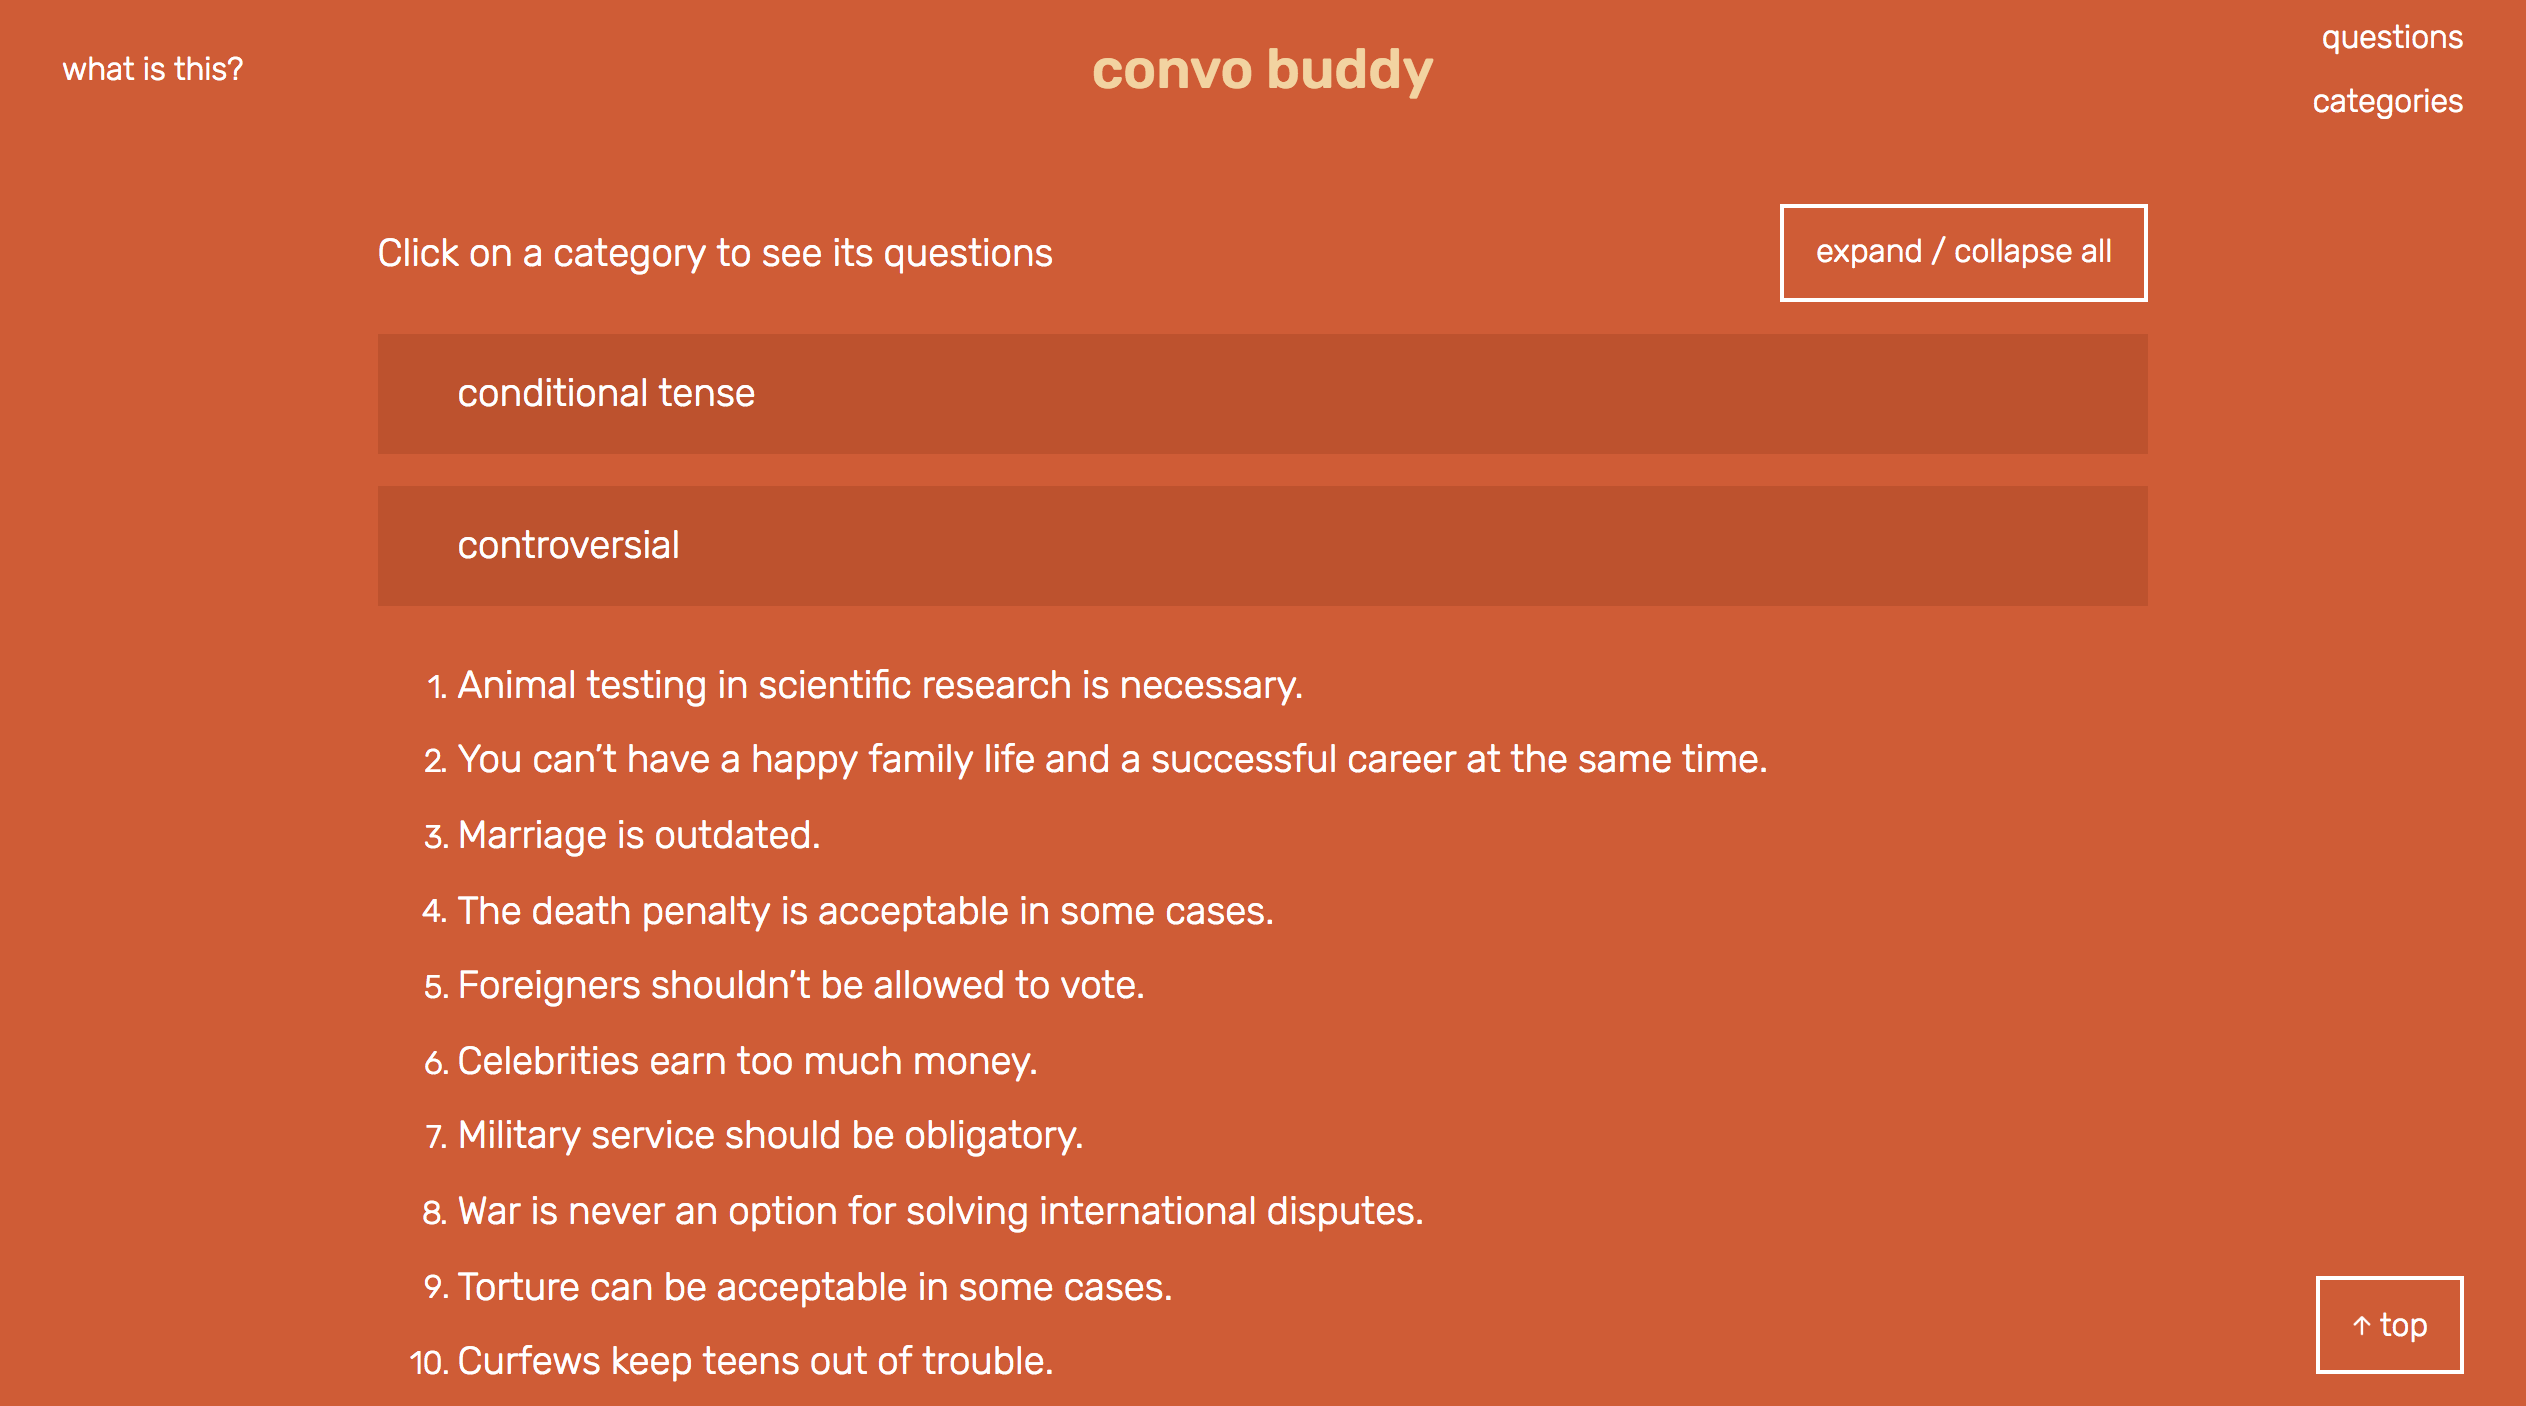 what is this?
convo buddy
questions
categories
Click on a category to see its questions
expand / collapse all
conditional tense
controversial
1. Animal testing in scientific research is necessary.
2. You can’t have a happy family life and a successful career at the same time.
3. Marriage is outdated.
4. The death penalty is acceptable in some cases.
5. Foreigners shouldn’t be allowed to vote.
6. Celebrities earn too much money.
7. Military service should be obligatory.
8. War is never an option for solving international disputes.
9. Torture can be acceptable in some cases.
10. Curfews keep teens out of trouble.
↑ top